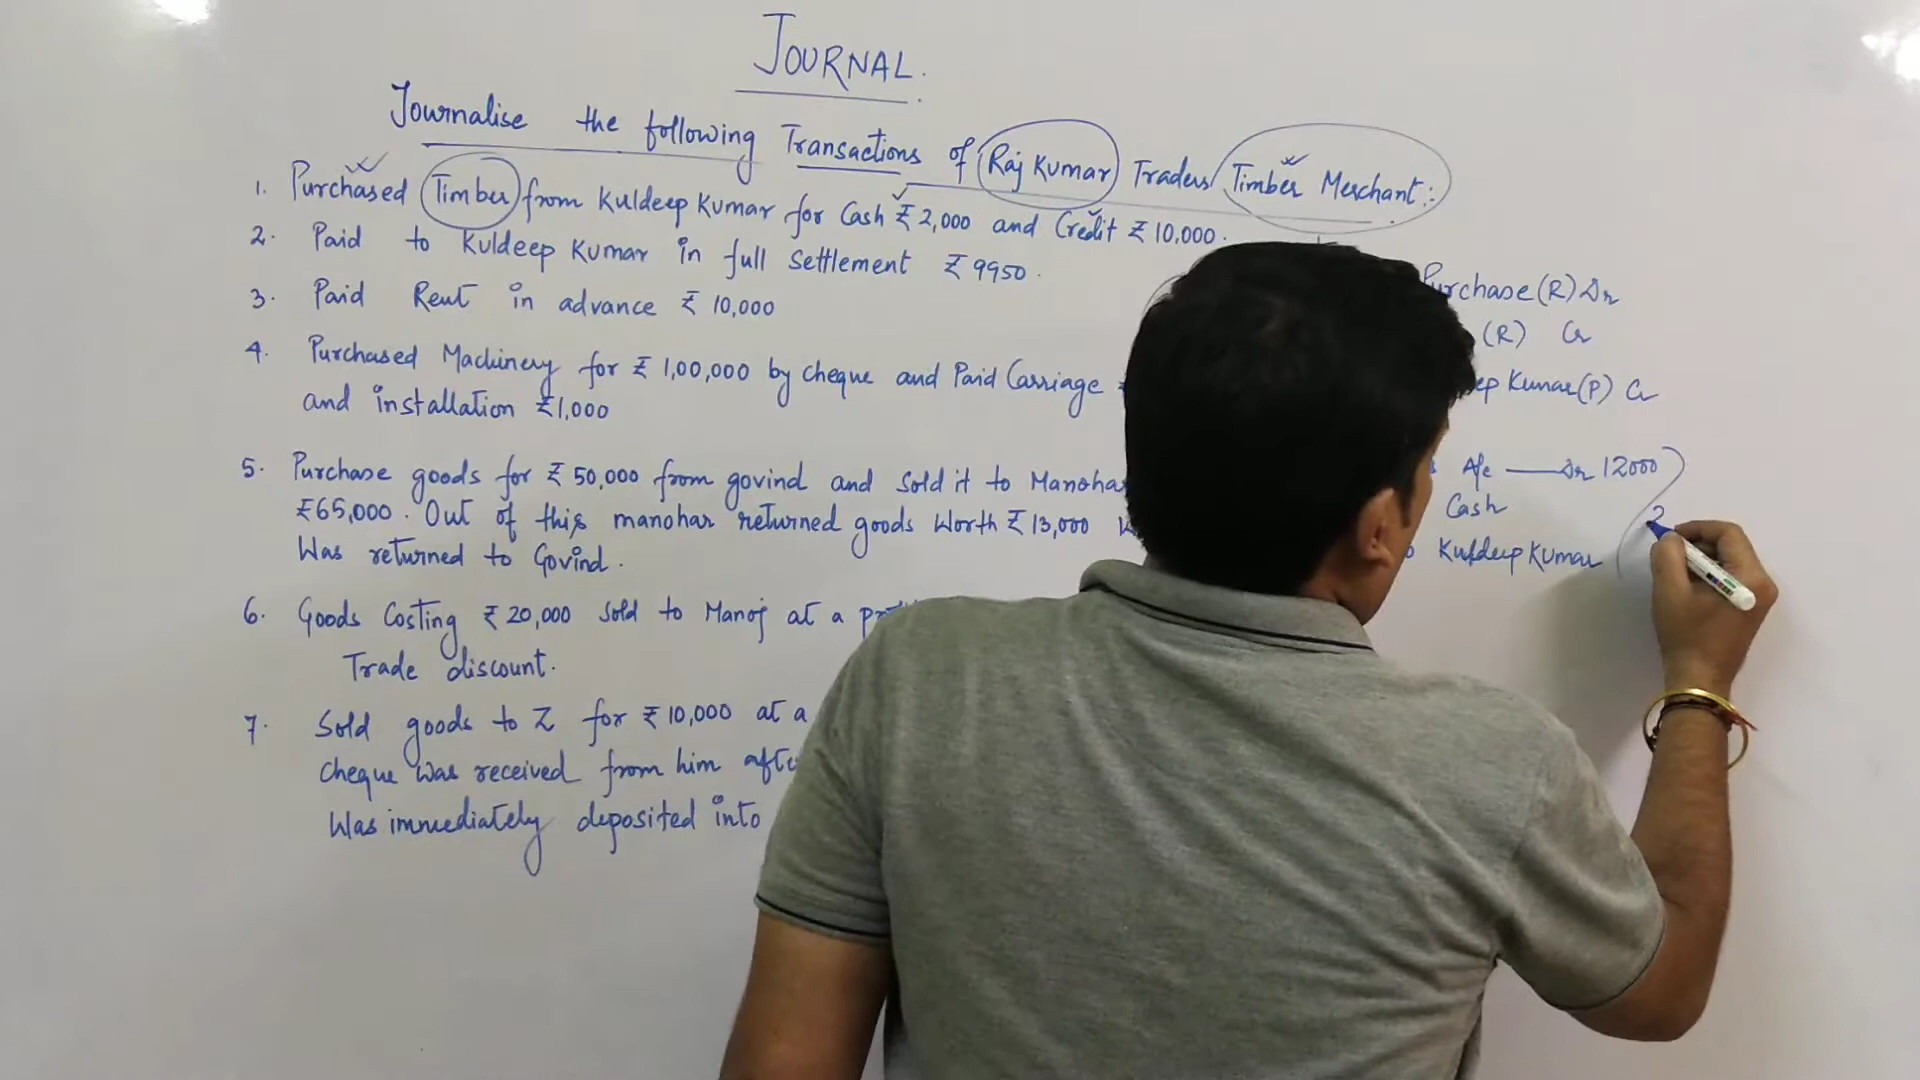 JOURNAL.
Journalise the following Transactions of Raj Kumar Traders/Timber Merchant:-
1. Purchased Timber from Kuldeep Kumar for Cash ₹ 2,000 and Credit ₹ 10,000.
2. Paid to Kuldeep Kumar in full Settlement ₹ 9950.
3. Paid Rent in advance ₹ 10,000
4. Purchased Machinery for ₹ 1,00,000 by cheque and Paid Carriage
and installation ₹1,000
5. Purchase goods for ₹ 50,000 from govind and sold it to Manohar
₹65,000. Out of this manohar returned goods Worth ₹ 13,000
Was returned to Govind.
6. Goods Costing ₹ 20,000 sold to Manoj at a
Trade discount.
7. Sold goods to Z for ₹ 10,000 at a
cheque was received from him
Was immediately deposited into
Purchase (R) Dr
(R) Cr
Kumar (P) Cr
A/c Dr 12000
Cash 2
Kuldeep Kumar